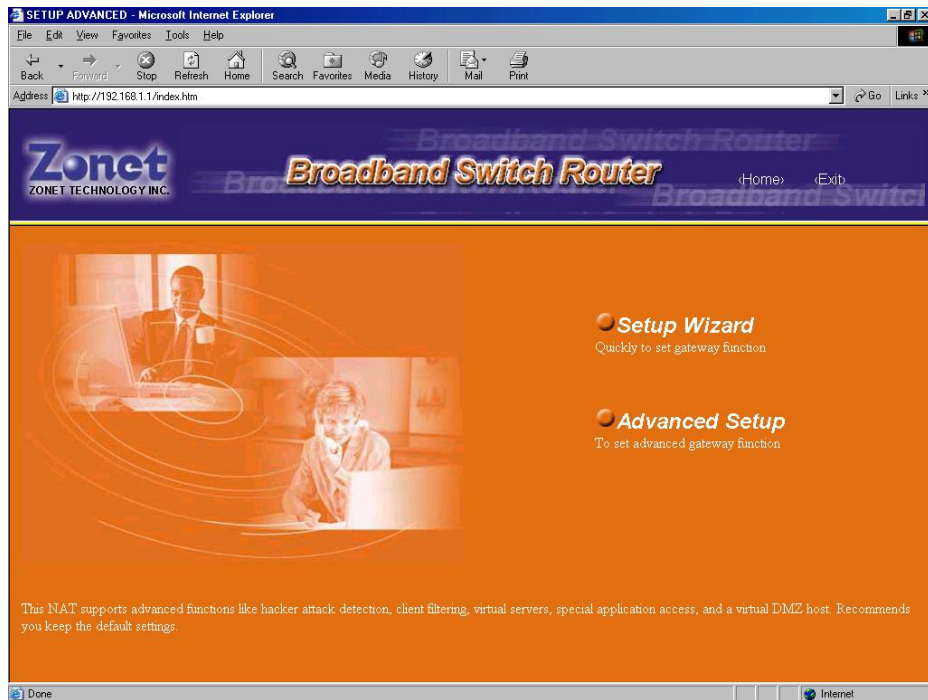 SETUP ADVANCED - Microsoft Internet Explorer
File Edit View Favorites Tools Help
Back Forward Stop Refresh Home Search Favorites Media History Mail Print
Address http://192.168.1.1/index.htm Go Links »
Broadband Switch Router
Zonet
ZONET TECHNOLOGY INC.
Broadband Switch Router
‹Home› ‹Exit›
Broadband Switch
Setup Wizard
Quickly to set gateway function
Advanced Setup
To set advanced gateway function
This NAT supports advanced functions like hacker attack detection, client filtering, virtual servers, special application access, and a virtual DMZ host. Recommends
you keep the default settings.
Done Internet